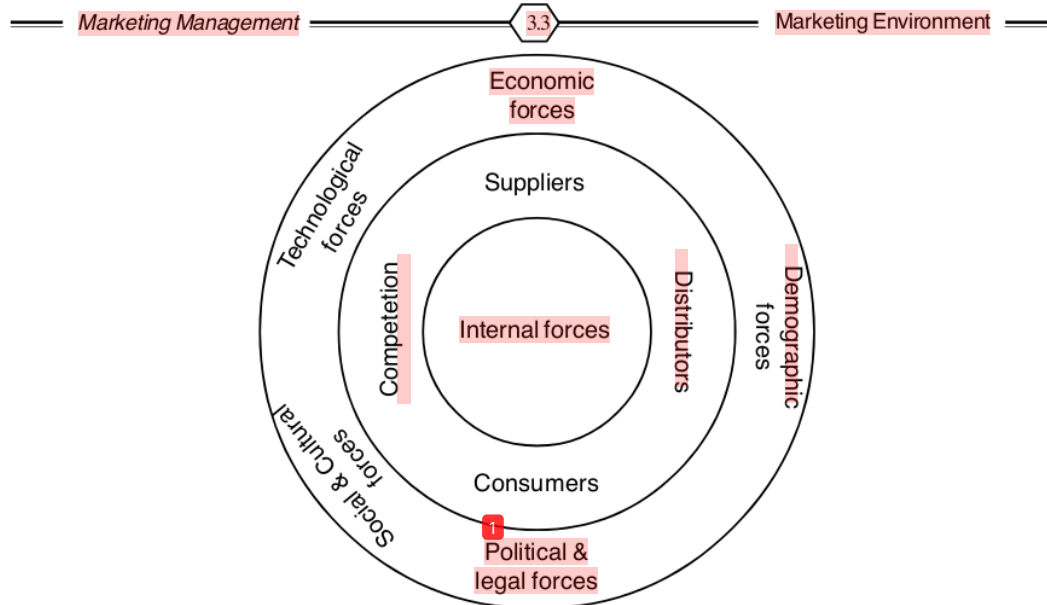 Marketing Management
3.3
Marketing Environment
Economic
forces
Technological
forces
Suppliers
Competetion
Internal forces
Distributors
Demographic
forces
Social & Cultural
forces
Consumers
1
Political &
legal forces